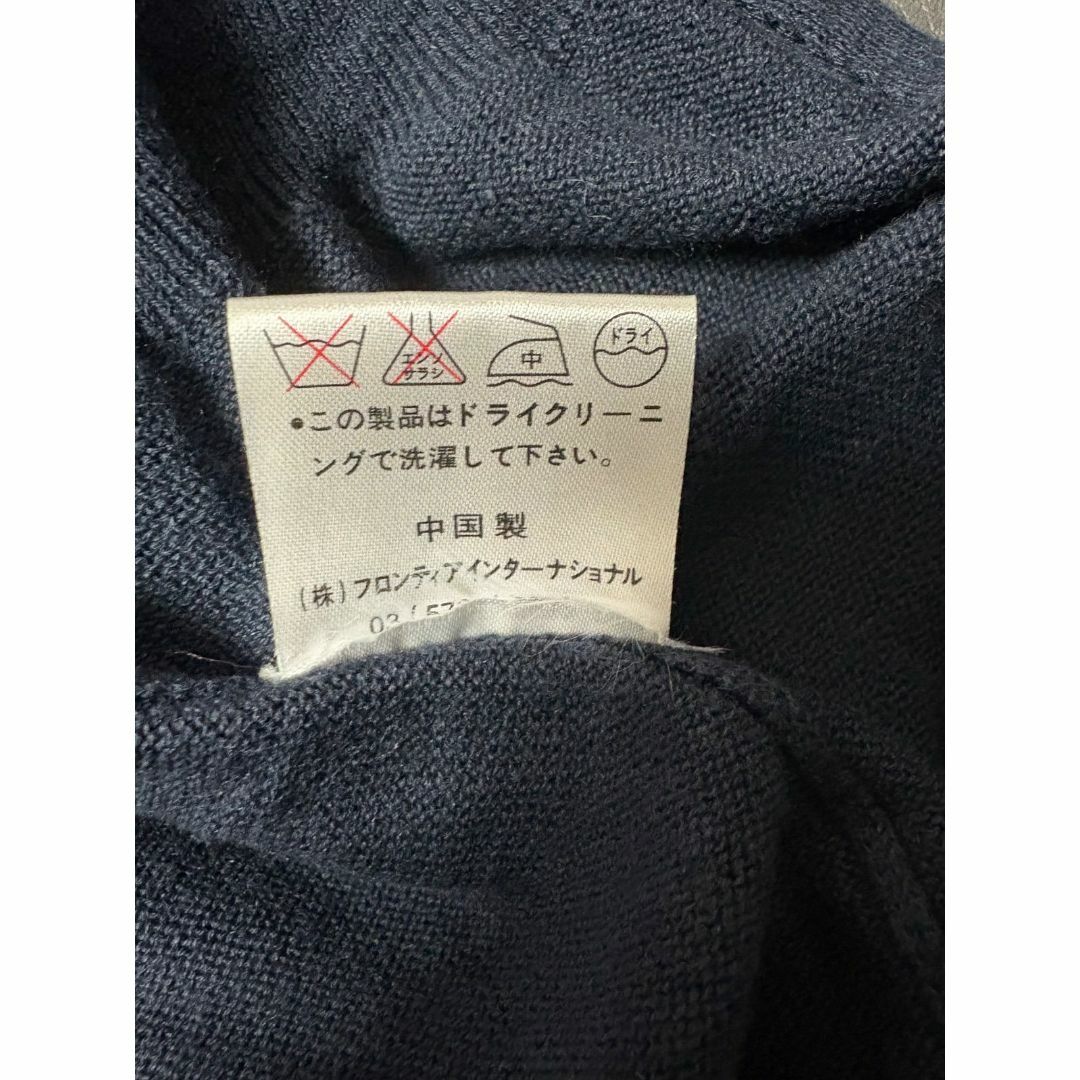 エンソ
サラシ
中
ドライ
●この製品はドライクリーニ
ングで洗濯して下さい。
中国製
(株)フロンティアインターナショナル